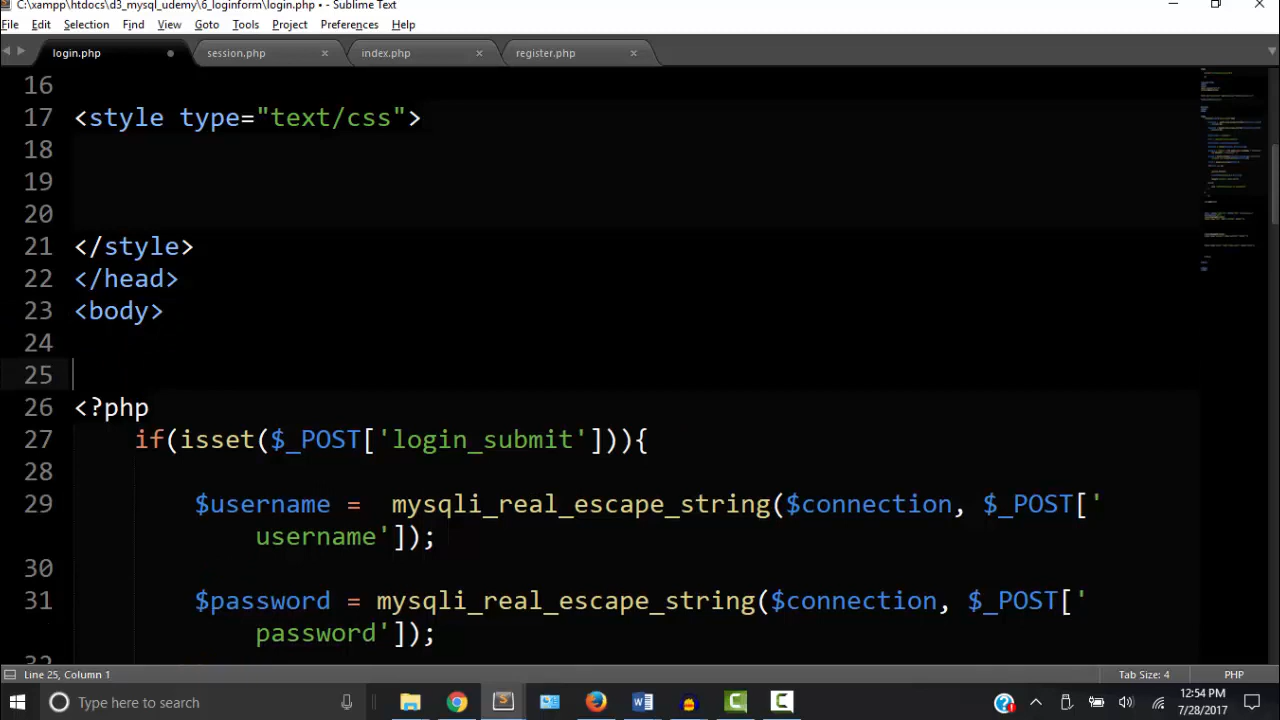 C:\xampp\htdocs\d3_mysql_udemy\6_loginform\login.php • - Sublime Text
File Edit Selection Find View Goto Tools Project Preferences Help
login.php session.php index.php register.php
16
17 <style type="text/css">
18
19
20
21 </style>
22 </head>
23 <body>
24
25
26 <?php
27 if(isset($_POST['login_submit'])){
28
29 $username = mysqli_real_escape_string($connection, $_POST['
username']);
30
31 $password = mysqli_real_escape_string($connection, $_POST['
password']);
32
Line 25, Column 1 Tab Size: 4 PHP
Type here to search
12:54 PM
7/28/2017